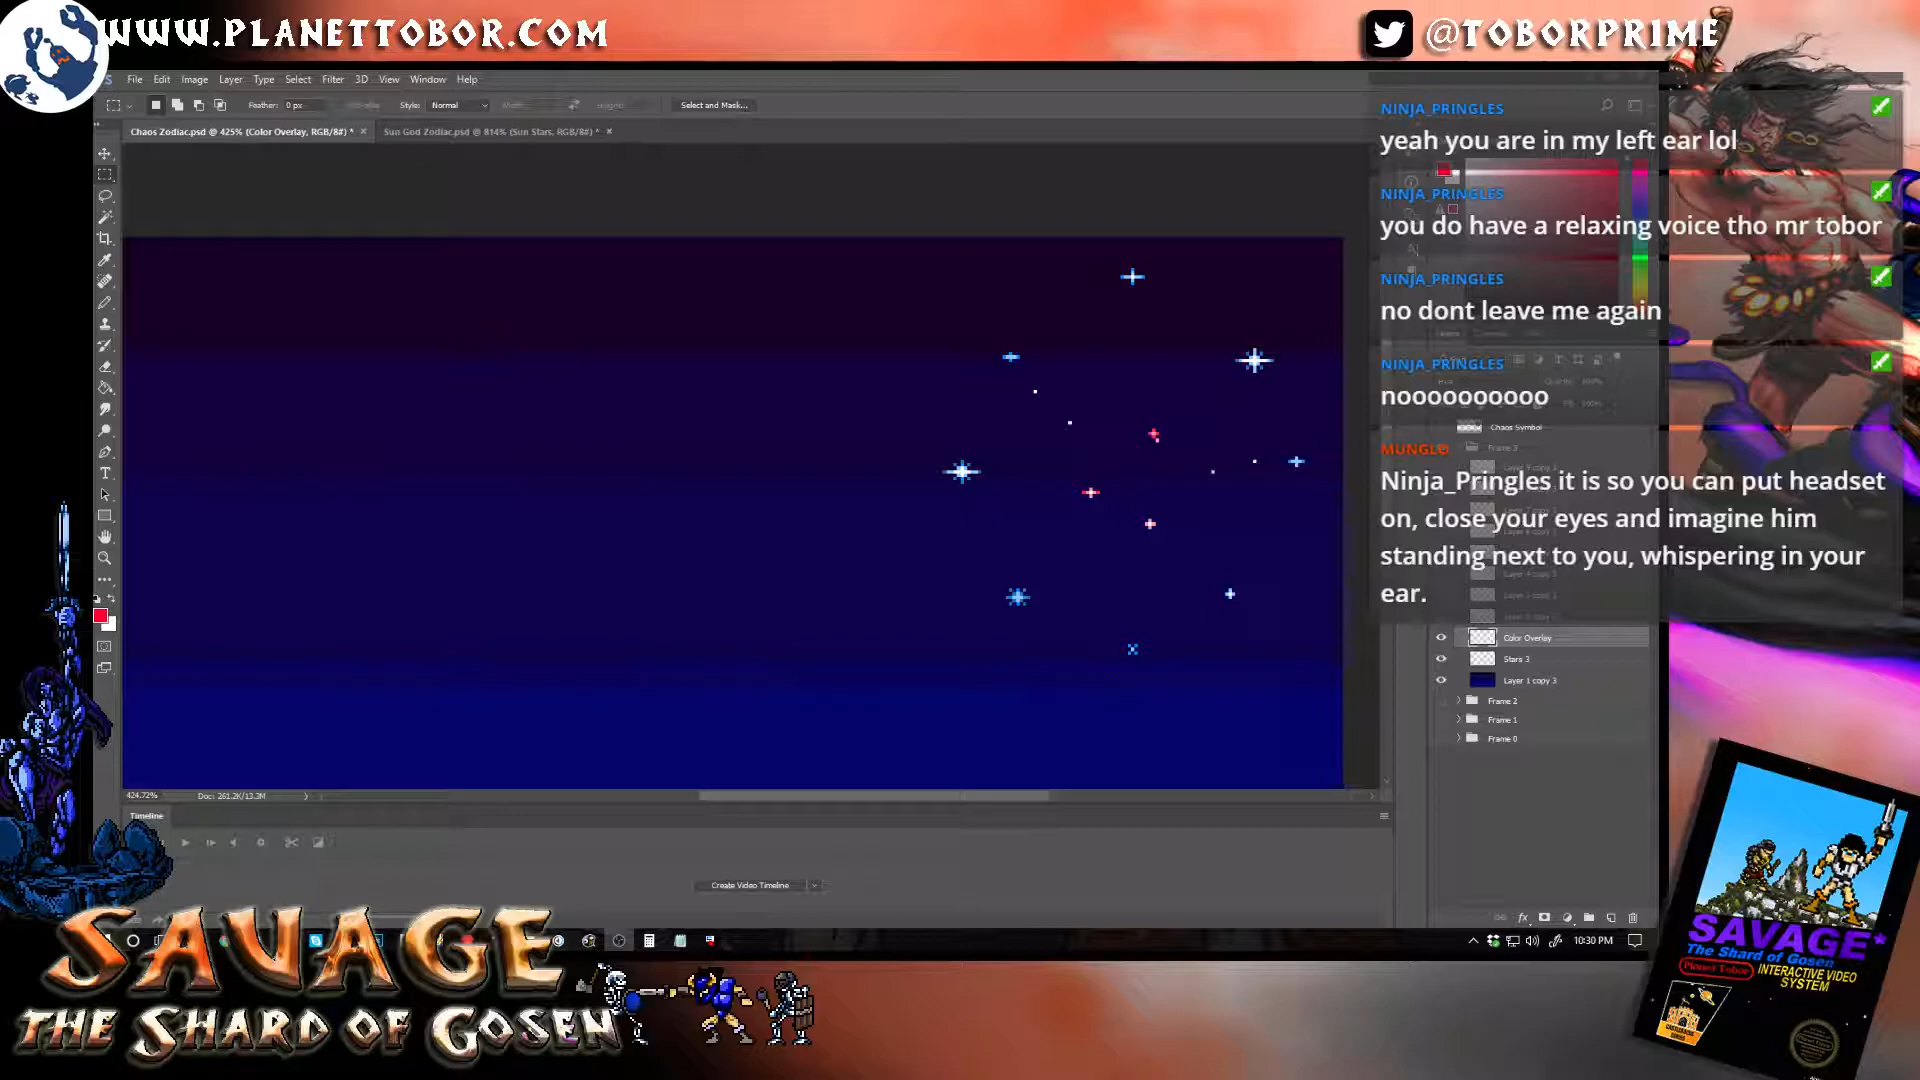 WWW.PLANETTOBOR.COM
@TOBORPRIME
File Edit Image Layer Type Select Filter 3D View Window Help
Feather: 0 px
Style: Normal
Select and Mask...
Chaos Zodiac.psd @ 425% (Color Overlay, RGB/8#) *
Sun God Zodiac.psd @ 814% (Sun Stars, RGB/8#) *
NINJA_PRINGLES
yeah you are in my left ear lol
NINJA_PRINGLES
you do have a relaxing voice tho mr tobor
NINJA_PRINGLES
no dont leave me again
NINJA_PRINGLES
noooooooooo
Chaos Symbol
Frame 3
Ninja_Pringles it is so you can put headset
on, close your eyes and imagine him
standing next to you, whispering in your
ear.
Color Overlay
Stars 3
Layer 1 copy 3
Frame 2
Frame 1
Frame 0
424.72%
Doc: 261.2K/13.3M
Timeline
Create Video Timeline
10:30 PM
SAVAGE
THE SHARD OF GOSEN
SAVAGE*
The Shard of Gosen
Planet Tobor
INTERACTIVE VIDEO
SYSTEM